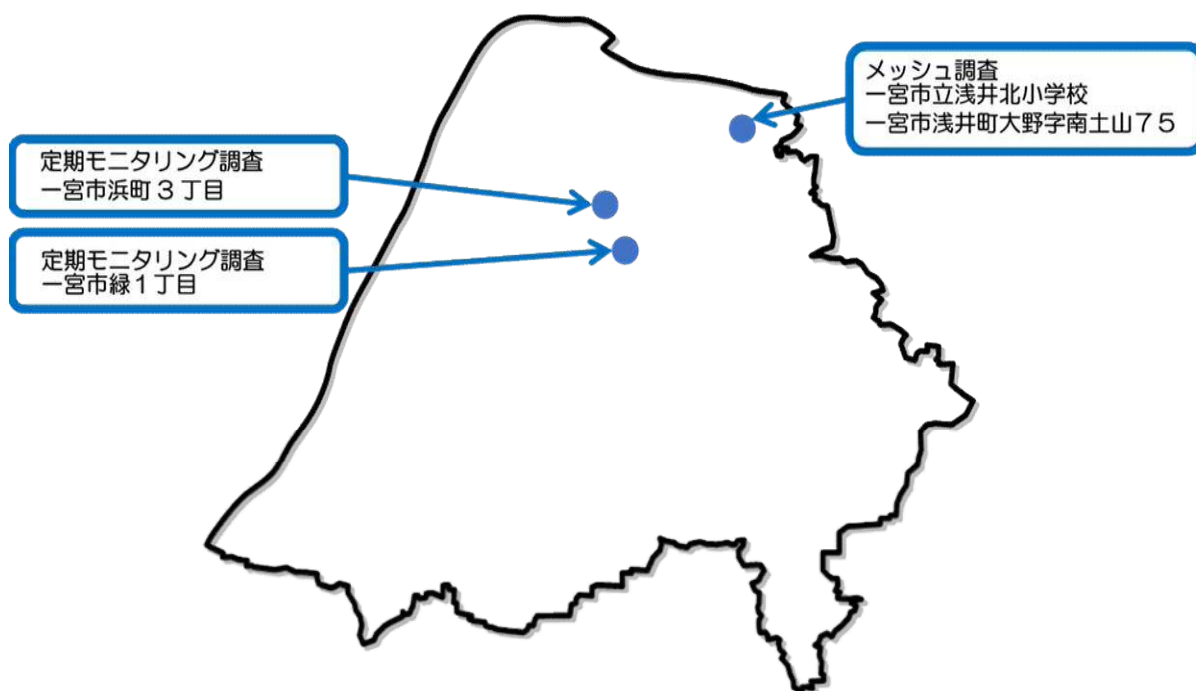 メッシュ調査
一宮市立浅井北小学校
一宮市浅井町大野字南土山７５
定期モニタリング調査
一宮市浜町３丁目
定期モニタリング調査
一宮市緑１丁目